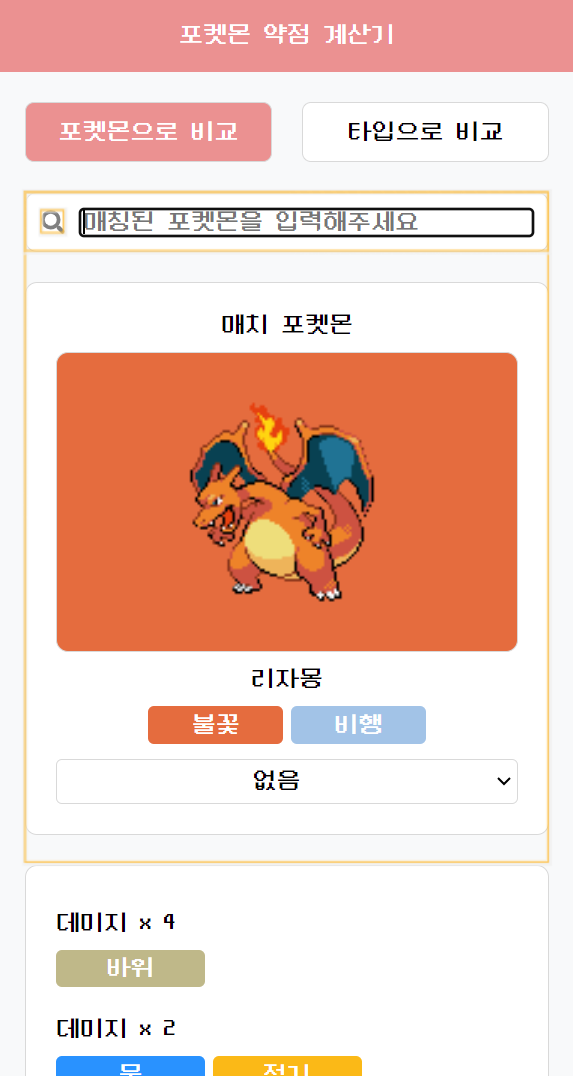 포켓몬 약점 계산기
포켓몬으로 비교 타입으로 비교
매칭된 포켓몬을 입력해주세요
매치 포켓몬
리자몽
불꽃 비행
없음
데미지 x 4
바위
데미지 x 2
물 전기